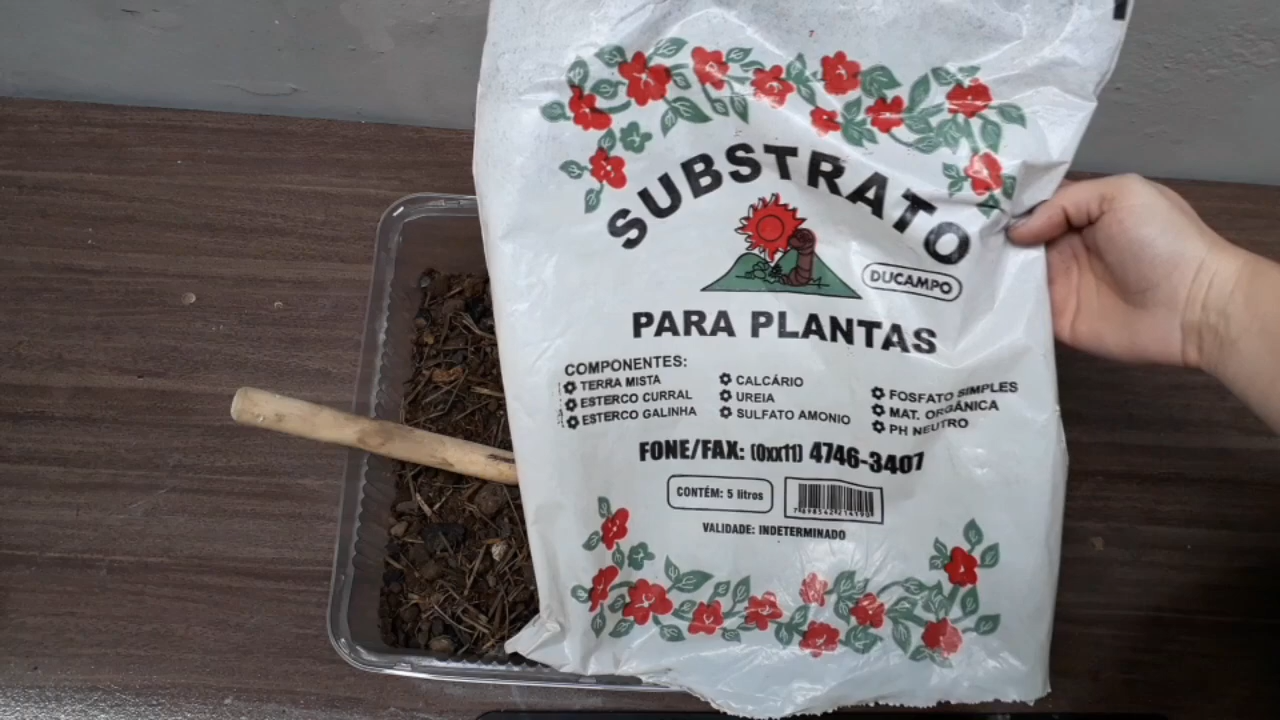 SUBSTRATO
DUCAMPO
PARA PLANTAS
COMPONENTES:
TERRA MISTA
ESTERCO CURRAL
ESTERCO GALINHA
CALCÁRIO
UREIA
SULFATO AMONIO
FOSFATO SIMPLES
MAT. ORGÂNICA
PH NEUTRO
FONE/FAX: (0xx11) 4746-3407
CONTÉM: 5 litros
VALIDADE: INDETERMINADO